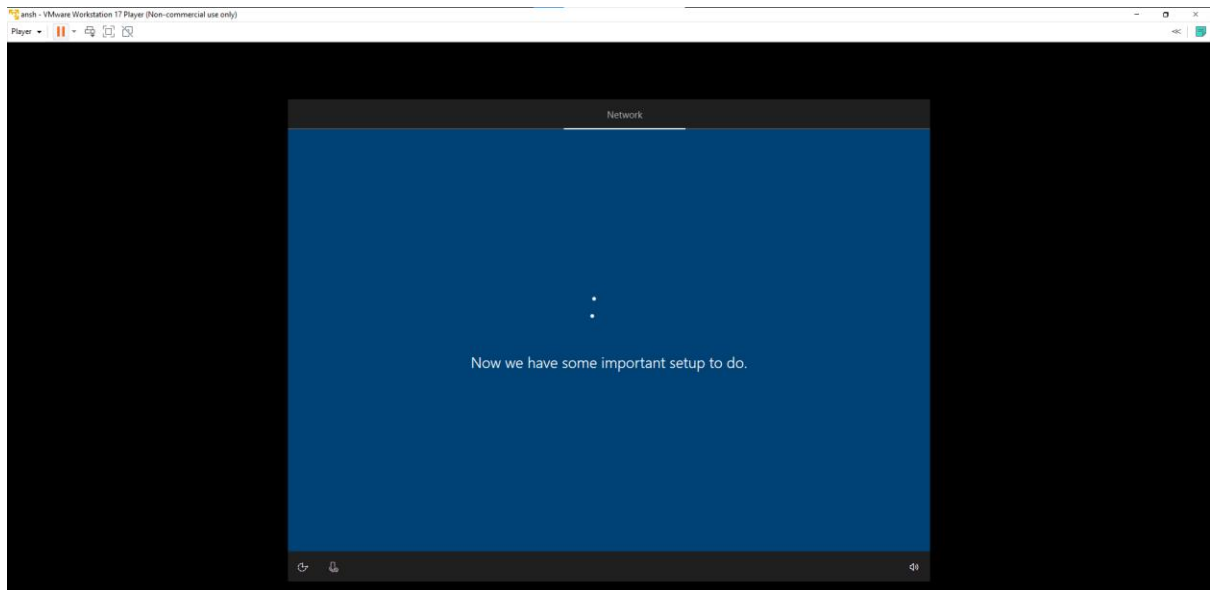 ansh - VMware Workstation 17 Player (Non-commercial use only)
Player
Network
Now we have some important setup to do.